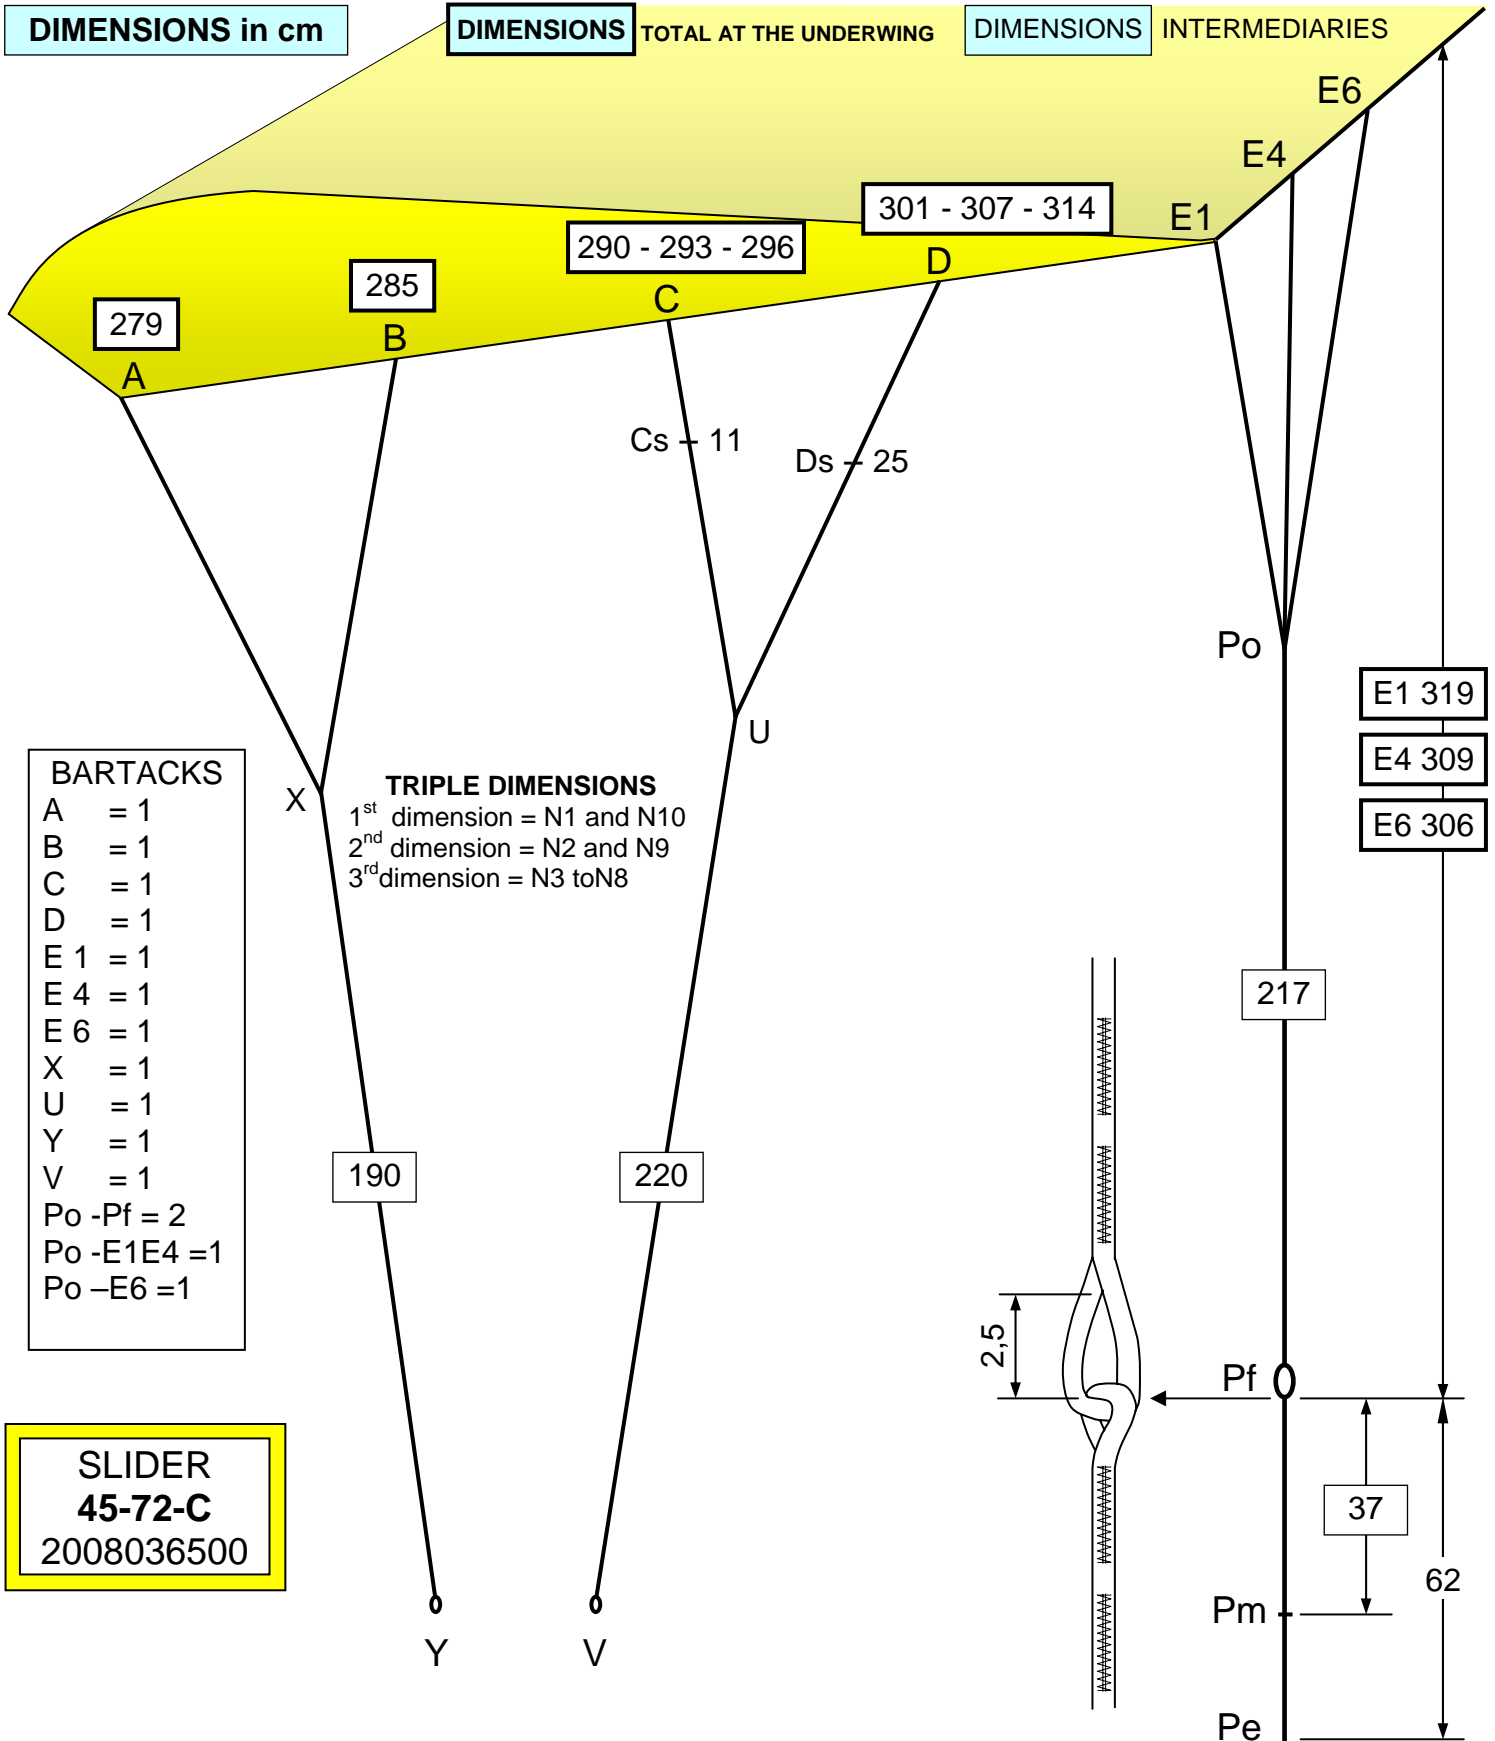 DIMENSIONS in cm
DIMENSIONS TOTAL AT THE UNDERWING
DIMENSIONS INTERMEDIARIES
E6
E4
E1
301 - 307 - 314
D
290 - 293 - 296
C
285
B
279
A
Cs 11
Ds 25
Po
U
X
E1 319
E4 309
E6 306
BARTACKS
A = 1
B = 1
C = 1
D = 1
E 1 = 1
E 4 = 1
E 6 = 1
X = 1
U = 1
Y = 1
V = 1
Po -Pf = 2
Po -E1E4 =1
Po –E6 =1
TRIPLE DIMENSIONS
1st dimension = N1 and N10
2nd dimension = N2 and N9
3rd dimension = N3 toN8
217
190
220
2,5
Pf
37
62
Pm
Pe
SLIDER
45-72-C
2008036500
Y
V